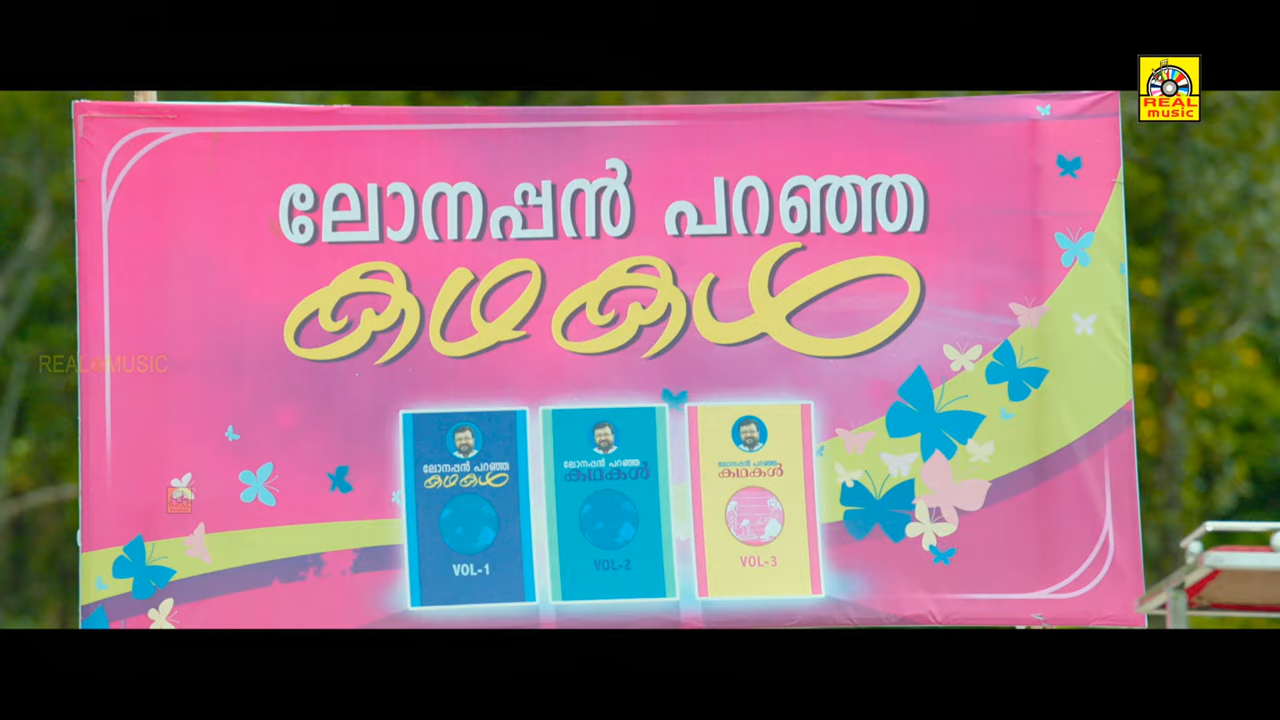 REAL
music
ലോനപ്പൻ പറഞ്ഞ
കഥകൾ
REAL MUSIC
ലോനപ്പൻ പറഞ്ഞ
കഥകൾ
VOL-1
ലോനപ്പൻ പറഞ്ഞ
കഥകൾ
VOL-2
ലോനപ്പൻ പറഞ്ഞ
കഥകൾ
VOL-3